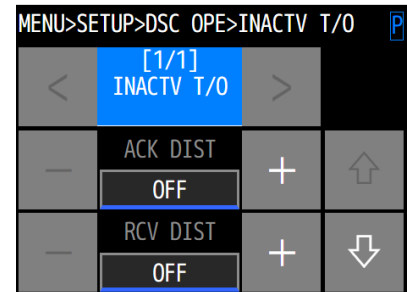 MENU>SETUP>DSC OPE>INACTV T/O P
< [1/1] >
INACTV T/O
ACK DIST
- OFF +
RCV DIST
- OFF +